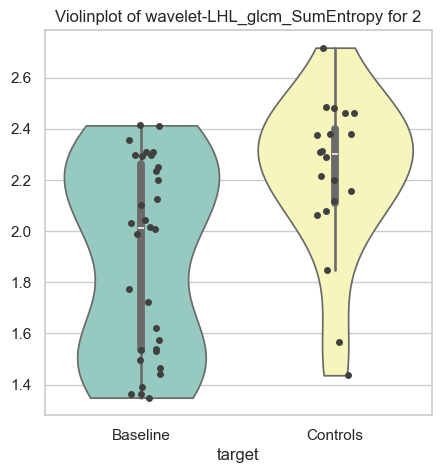 Violinplot of wavelet-LHL_glcm_SumEntropy for 2
2.6
2.4
2.2
2.0
1.8
1.6
1.4
Baseline Controls
target